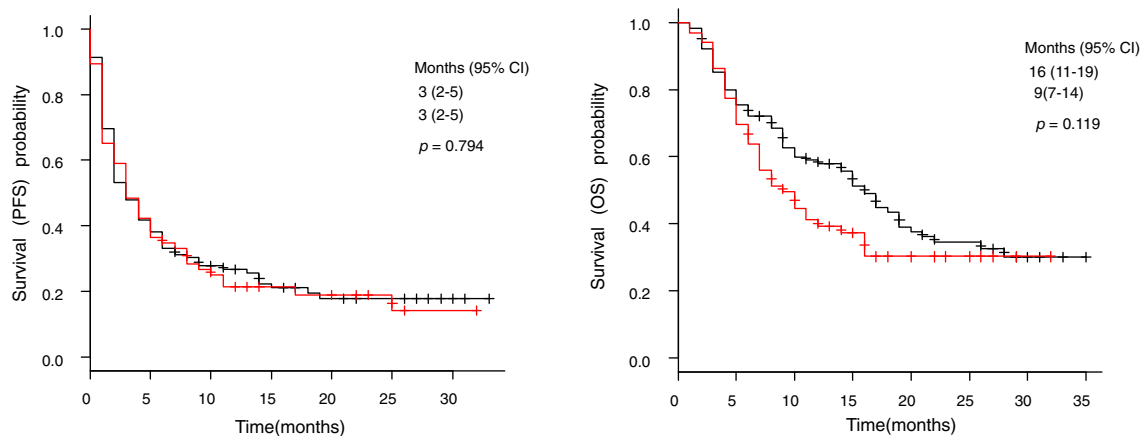 Survival (PFS) probability
1.0
0.8
0.6
0.4
0.2
0.0
Months (95% CI)
3 (2-5)
3 (2-5)
p = 0.794
0 5 10 15 20 25 30
Time(months)
Survival (OS) probability
1.0
0.8
0.6
0.4
0.2
0.0
Months (95% CI)
16 (11-19)
9(7-14)
p = 0.119
0 5 10 15 20 25 30 35
Time(months)